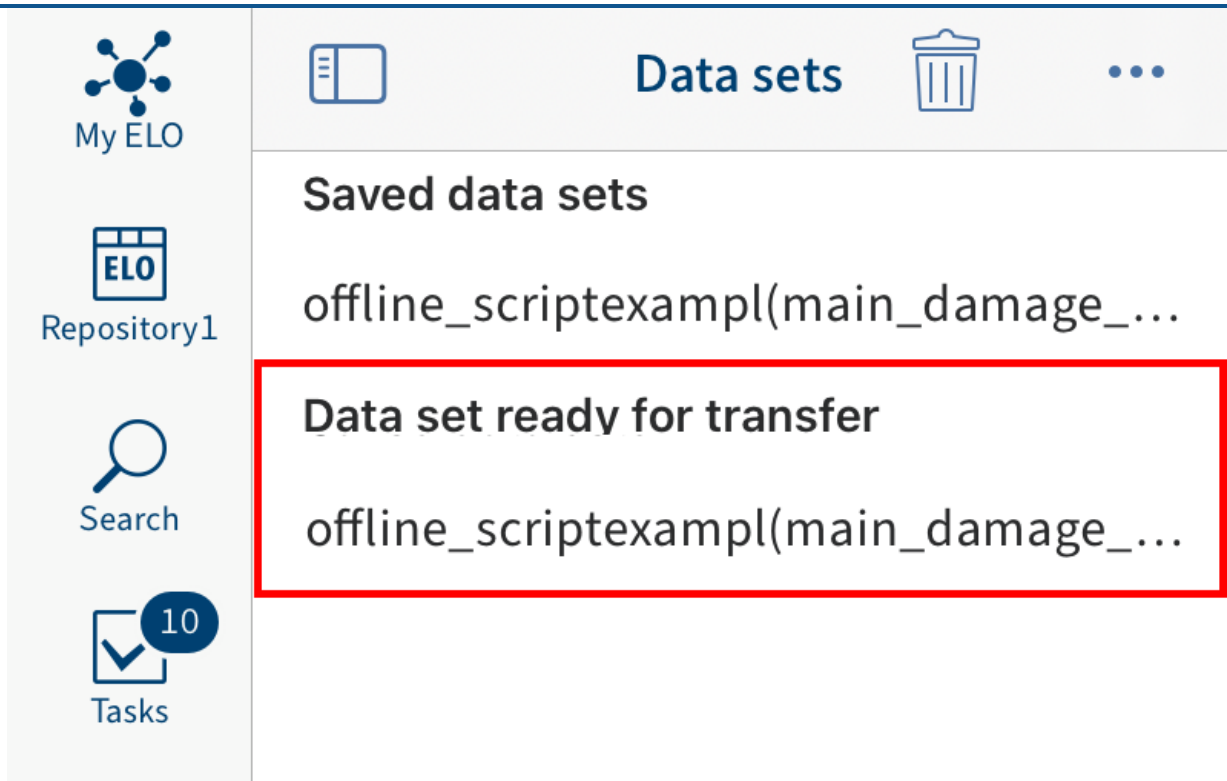 My ELO
ELO
Repository1
Search
10
Tasks
Data sets
Saved data sets
offline_scriptexampl(main_damage_...
Data set ready for transfer
offline_scriptexampl(main_damage_...